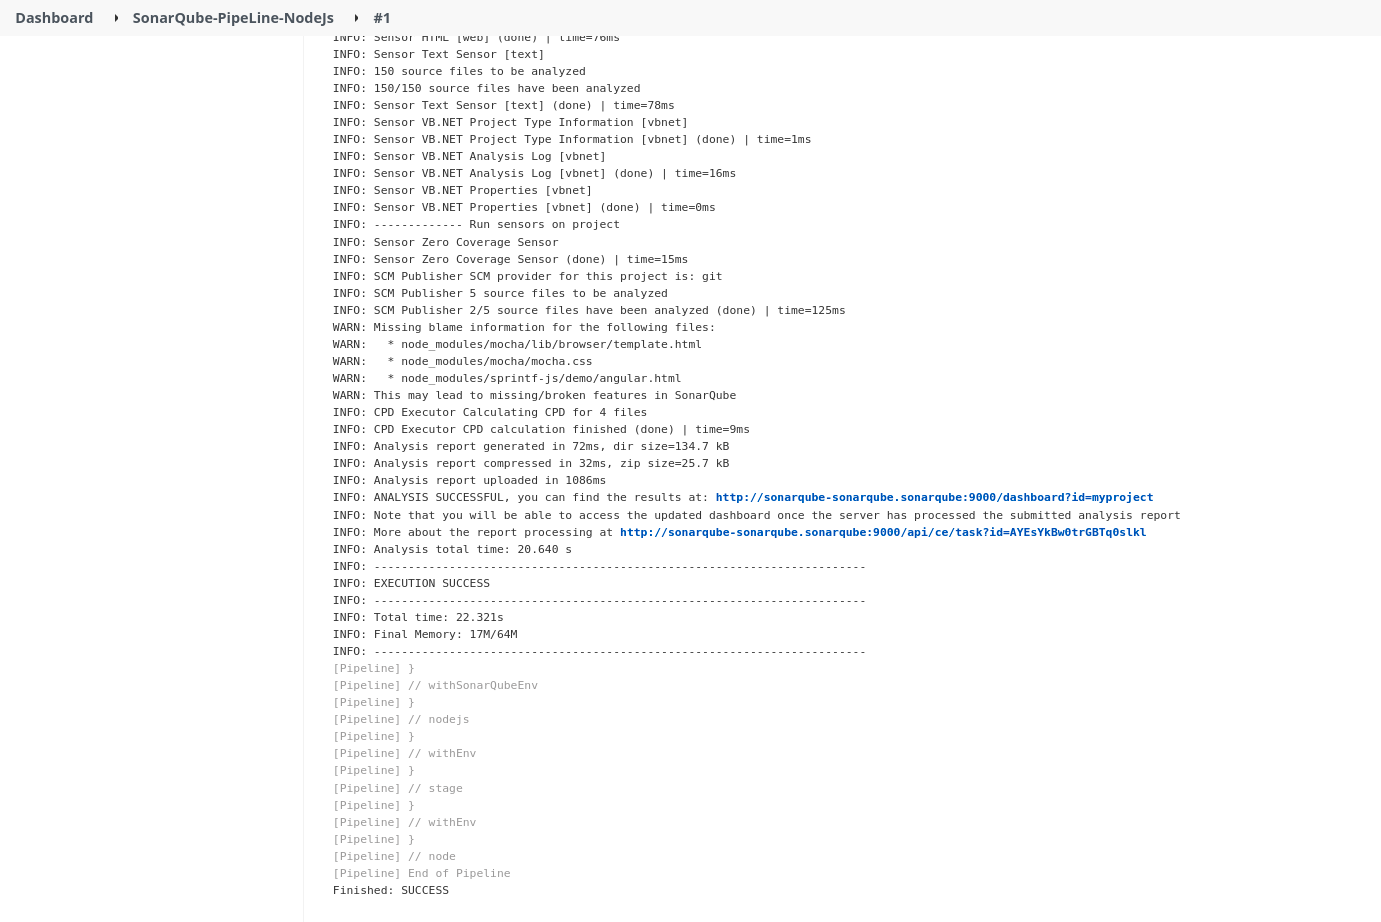 Dashboard SonarQube-PipeLine-NodeJs #1
INFO: Sensor HTML [web] (done) | time=76ms
INFO: Sensor Text Sensor [text]
INFO: 150 source files to be analyzed
INFO: 150/150 source files have been analyzed
INFO: Sensor Text Sensor [text] (done) | time=78ms
INFO: Sensor VB.NET Project Type Information [vbnet]
INFO: Sensor VB.NET Project Type Information [vbnet] (done) | time=1ms
INFO: Sensor VB.NET Analysis Log [vbnet]
INFO: Sensor VB.NET Analysis Log [vbnet] (done) | time=16ms
INFO: Sensor VB.NET Properties [vbnet]
INFO: Sensor VB.NET Properties [vbnet] (done) | time=0ms
INFO: ------------- Run sensors on project
INFO: Sensor Zero Coverage Sensor
INFO: Sensor Zero Coverage Sensor (done) | time=15ms
INFO: SCM Publisher SCM provider for this project is: git
INFO: SCM Publisher 5 source files to be analyzed
INFO: SCM Publisher 2/5 source files have been analyzed (done) | time=125ms
WARN: Missing blame information for the following files:
WARN:   * node_modules/mocha/lib/browser/template.html
WARN:   * node_modules/mocha/mocha.css
WARN:   * node_modules/sprintf-js/demo/angular.html
WARN: This may lead to missing/broken features in SonarQube
INFO: CPD Executor Calculating CPD for 4 files
INFO: CPD Executor CPD calculation finished (done) | time=9ms
INFO: Analysis report generated in 72ms, dir size=134.7 kB
INFO: Analysis report compressed in 32ms, zip size=25.7 kB
INFO: Analysis report uploaded in 1086ms
INFO: ANALYSIS SUCCESSFUL, you can find the results at: http://sonarqube-sonarqube.sonarqube:9000/dashboard?id=myproject
INFO: Note that you will be able to access the updated dashboard once the server has processed the submitted analysis report
INFO: More about the report processing at http://sonarqube-sonarqube.sonarqube:9000/api/ce/task?id=AYEsYkBw0trGBTq0slkl
INFO: Analysis total time: 20.640 s
INFO: ------------------------------------------------------------------------
INFO: EXECUTION SUCCESS
INFO: ------------------------------------------------------------------------
INFO: Total time: 22.321s
INFO: Final Memory: 17M/64M
INFO: ------------------------------------------------------------------------
[Pipeline] }
[Pipeline] // withSonarQubeEnv
[Pipeline] }
[Pipeline] // nodejs
[Pipeline] }
[Pipeline] // withEnv
[Pipeline] }
[Pipeline] // stage
[Pipeline] }
[Pipeline] // withEnv
[Pipeline] }
[Pipeline] // node
[Pipeline] End of Pipeline
Finished: SUCCESS